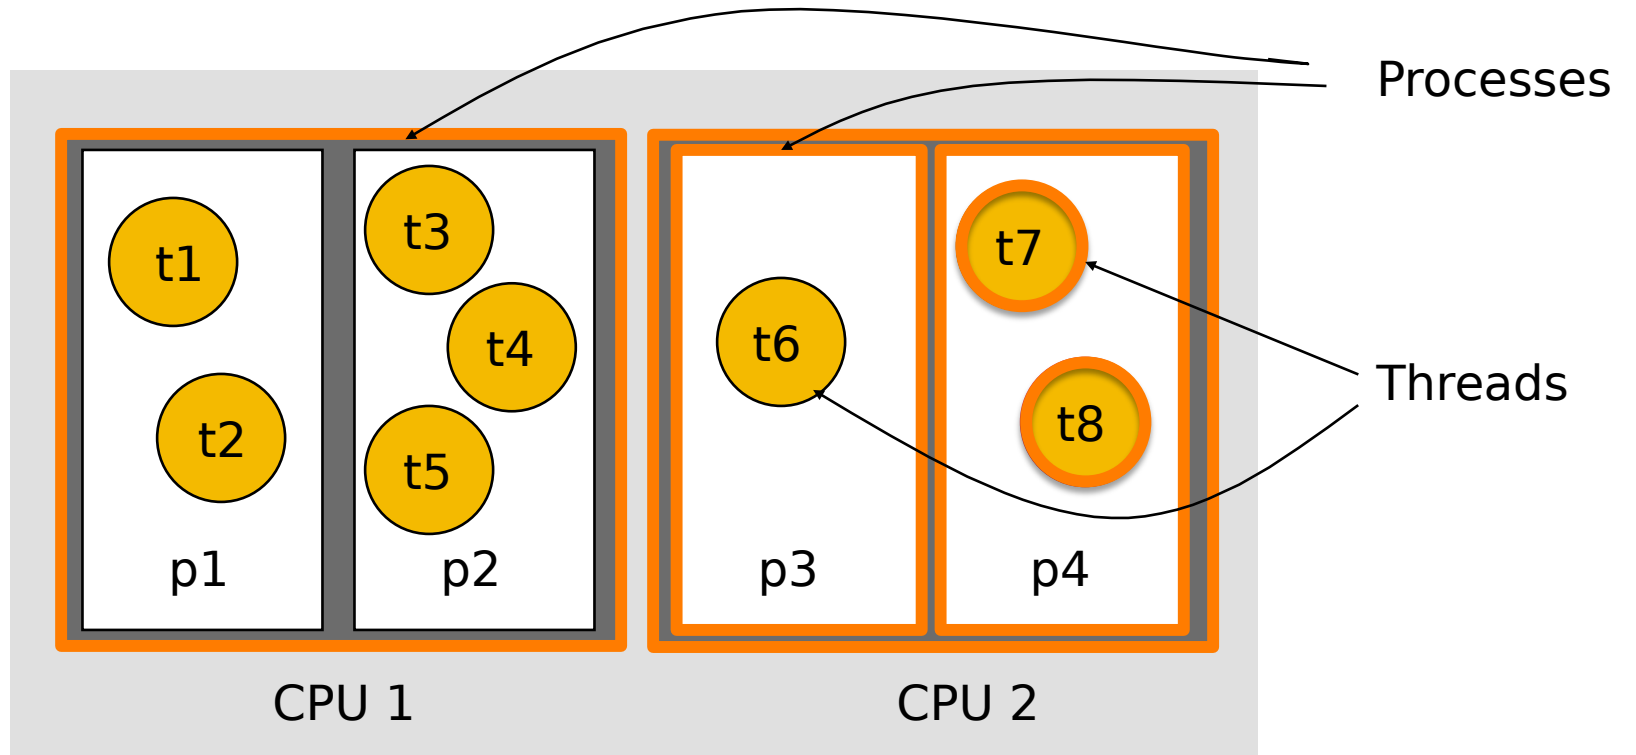 Processes
t1
t2
p1
t3
t4
t5
p2
t6
p3
t7
t8
p4
Threads
CPU 1
CPU 2